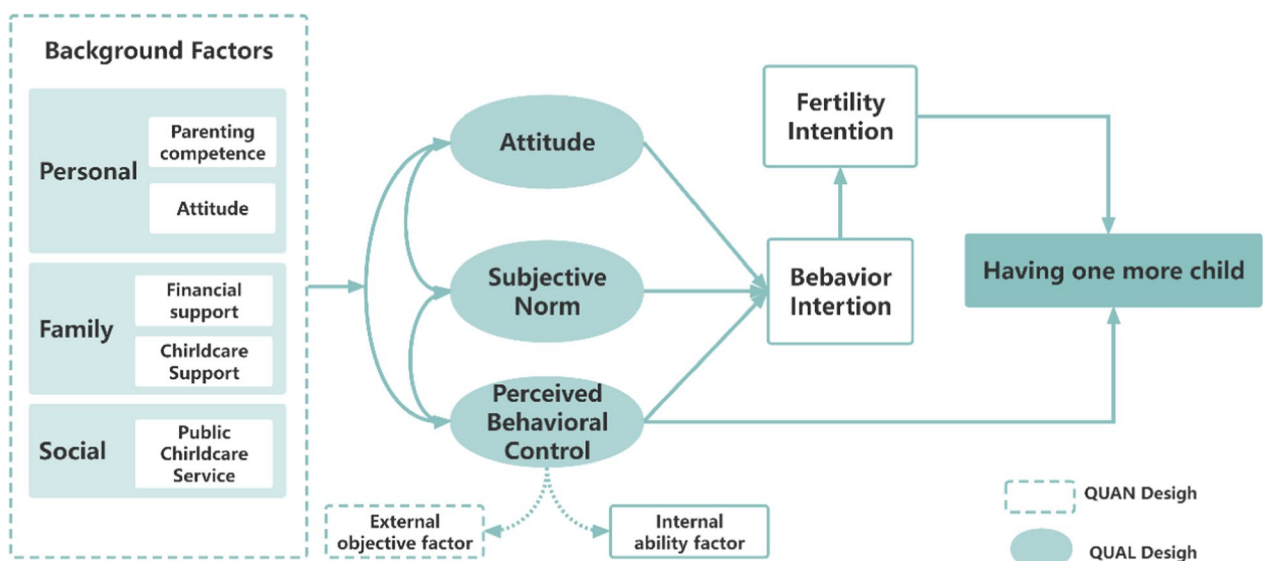 Background Factors
Personal
Parenting
competence
Attitude
Family
Financial
support
Chirldcare
Support
Social
Public
Chirldcare
Service
Attitude
Subjective
Norm
Perceived
Behavioral
Control
External
objective factor
Internal
ability factor
Fertility
Intention
Bebavior
Intertion
Having one more child
QUAN Desigh
QUAL Desigh